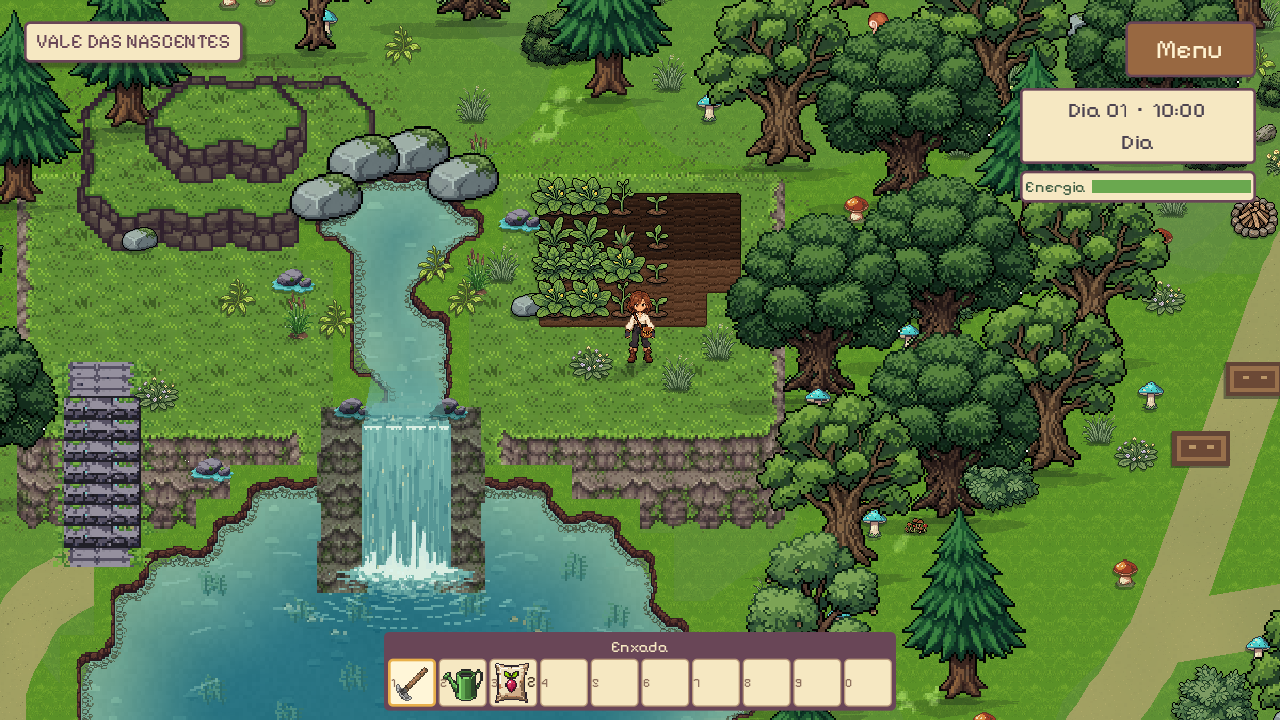 VALE DAS NASCENTES
Menu
Dia 01 · 10:00
Dia
Energia
Enxada
1 2 3 4 5 6 7 8 9 0